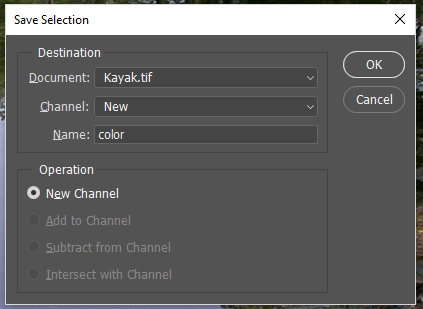 Save Selection
Destination
Document: Kayak.tif
OK
Channel: New
Cancel
Name: color
Operation
New Channel
Add to Channel
Subtract from Channel
Intersect with Channel